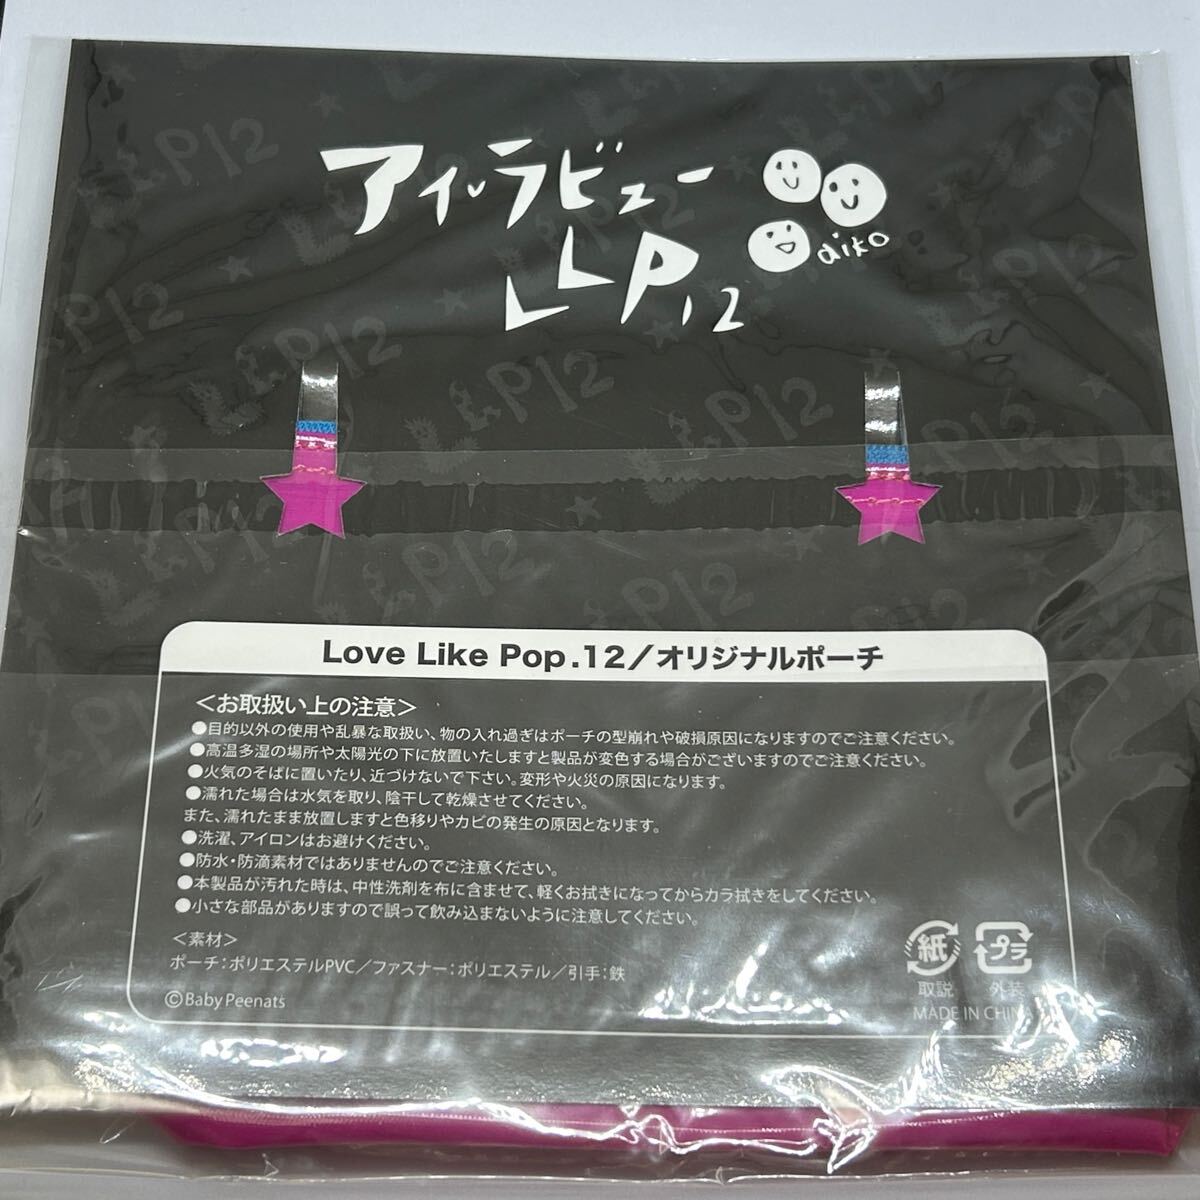 アイ・ラビュー
LLP12
aiko
Love Like Pop .12／オリジナルポーチ
＜お取扱い上の注意＞
●目的以外の使用や乱暴な取扱い、物の入れ過ぎはポーチの型崩れや破損原因になりますのでご注意ください。
●高温多湿の場所や太陽光の下に放置いたしますと製品が変色する場合がございますのでご注意ください。
●火気のそばに置いたり、近づけないで下さい。変形や火災の原因になります。
●濡れた場合は水気を取り、陰干しで乾燥させてください。
また、濡れたまま放置しますと色移りやカビの発生の原因となります。
●洗濯、アイロンはお避けください。
●防水・防滴素材ではありませんのでご注意ください。
●本製品が汚れた時は、中性洗剤を布に含ませて、軽くお拭きになってからカラ拭きをしてください。
●小さな部品がありますので誤って飲み込まないように注意してください。
＜素材＞
ポーチ：ポリエステルPVC／ファスナー：ポリエステル／引手：鉄
©Baby Peenats
紙 プラ
取説 外装
MADE IN CHINA